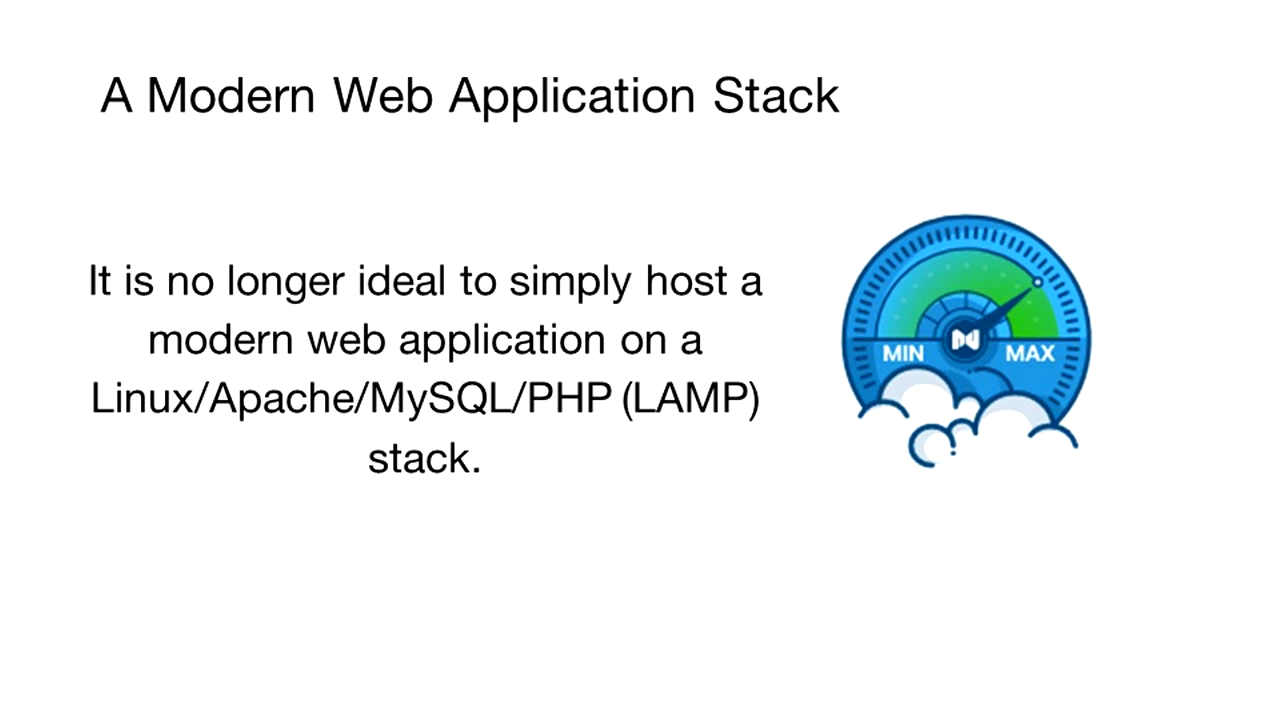 A Modern Web Application Stack
It is no longer ideal to simply host a
modern web application on a
Linux/Apache/MySQL/PHP (LAMP)
stack.
MIN
MAX